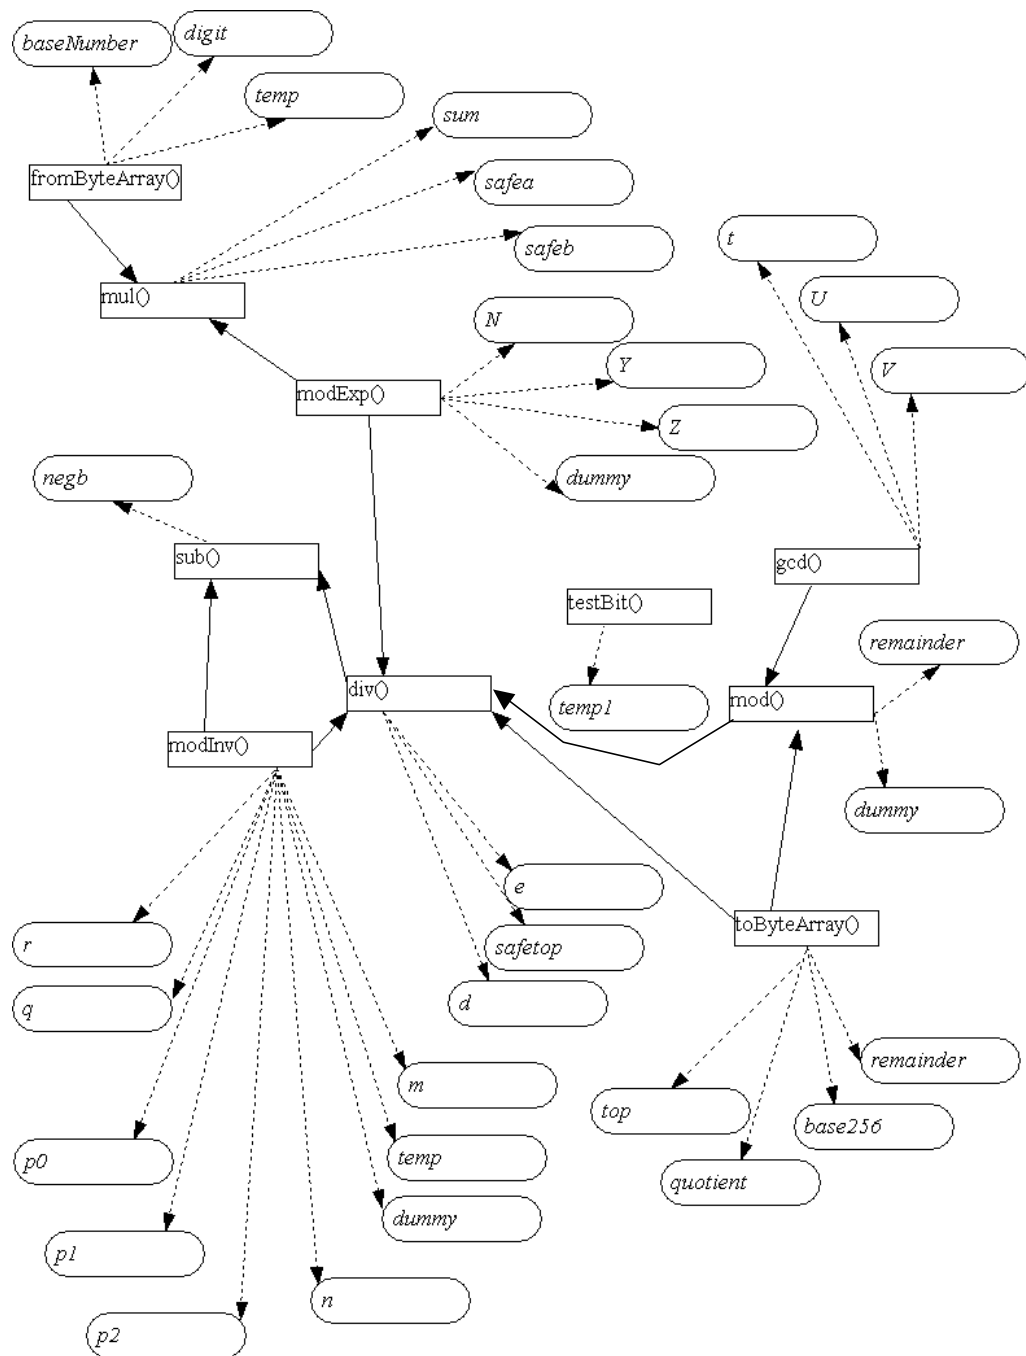 baseNumber
digit
temp
sum
fromByteArray()
safea
safeb
t
mul()
U
N
Y
V
modExp()
Z
negb
dummy
sub()
gcd()
testBit()
remainder
div()
temp1
mod()
modInv()
dummy
e
toByteArray()
r
safetop
q
d
remainder
m
top
base256
p0
temp
quotient
dummy
p1
n
p2